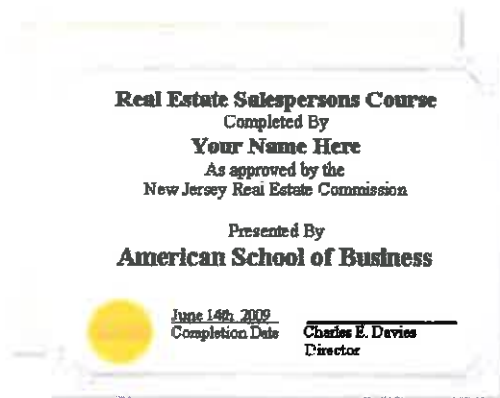 Real Estate Salespersons Course
Completed By
Your Name Here
As approved by the
New Jersey Real Estate Commission
Presented By
American School of Business
June 14th 2009
Completion Date
Charles E. Davies
Director